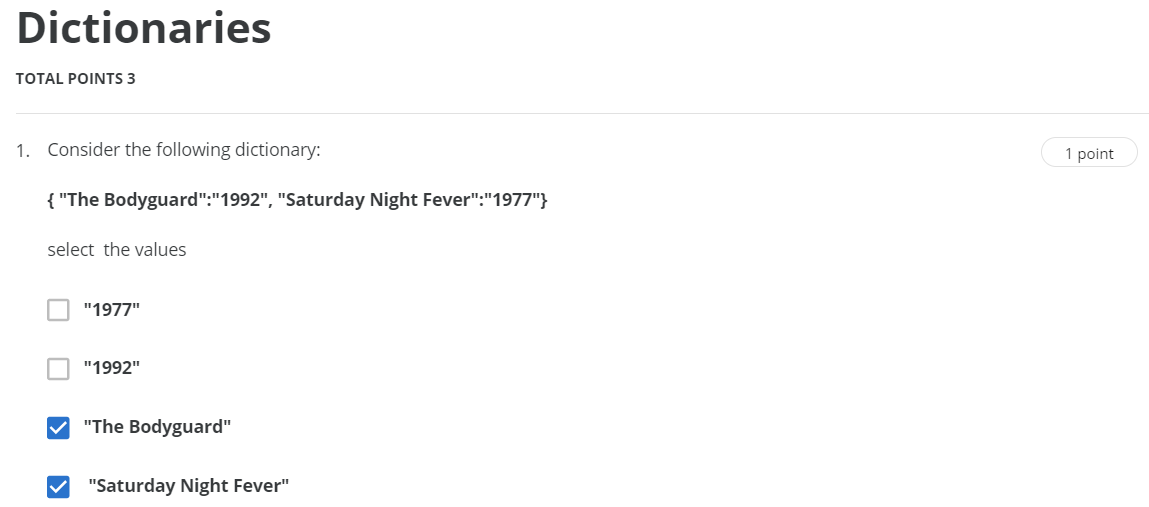 Dictionaries
TOTAL POINTS 3
1. Consider the following dictionary:
1 point
{ "The Bodyguard":"1992", "Saturday Night Fever":"1977"}
select  the values
"1977"
"1992"
"The Bodyguard"
"Saturday Night Fever"